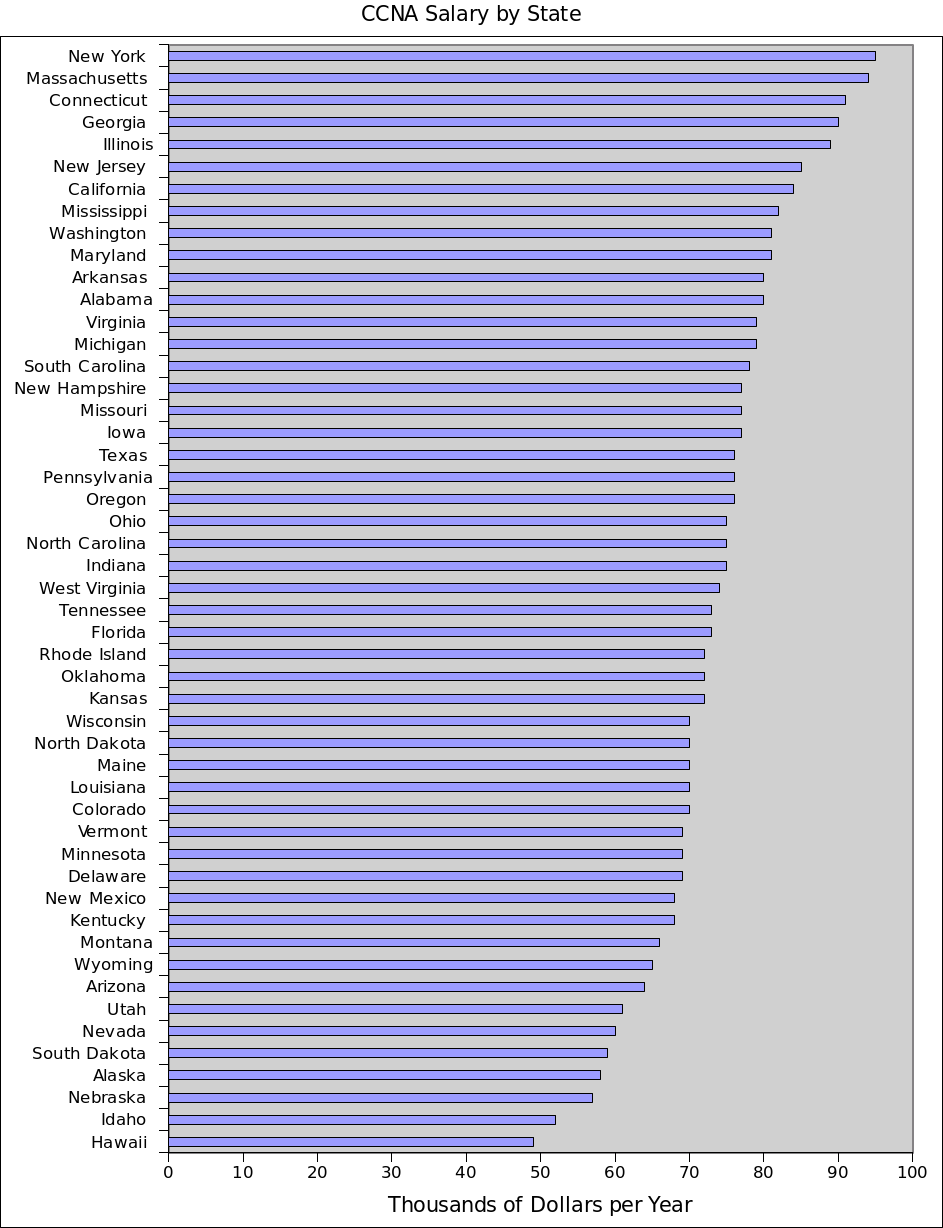 CCNA Salary by State
New York
Massachusetts
Connecticut
Georgia
Illinois
New Jersey
California
Mississippi
Washington
Maryland
Arkansas
Alabama
Virginia
Michigan
South Carolina
New Hampshire
Missouri
Iowa
Texas
Pennsylvania
Oregon
Ohio
North Carolina
Indiana
West Virginia
Tennessee
Florida
Rhode Island
Oklahoma
Kansas
Wisconsin
North Dakota
Maine
Louisiana
Colorado
Vermont
Minnesota
Delaware
New Mexico
Kentucky
Montana
Wyoming
Arizona
Utah
Nevada
South Dakota
Alaska
Nebraska
Idaho
Hawaii
0 10 20 30 40 50 60 70 80 90 100
Thousands of Dollars per Year